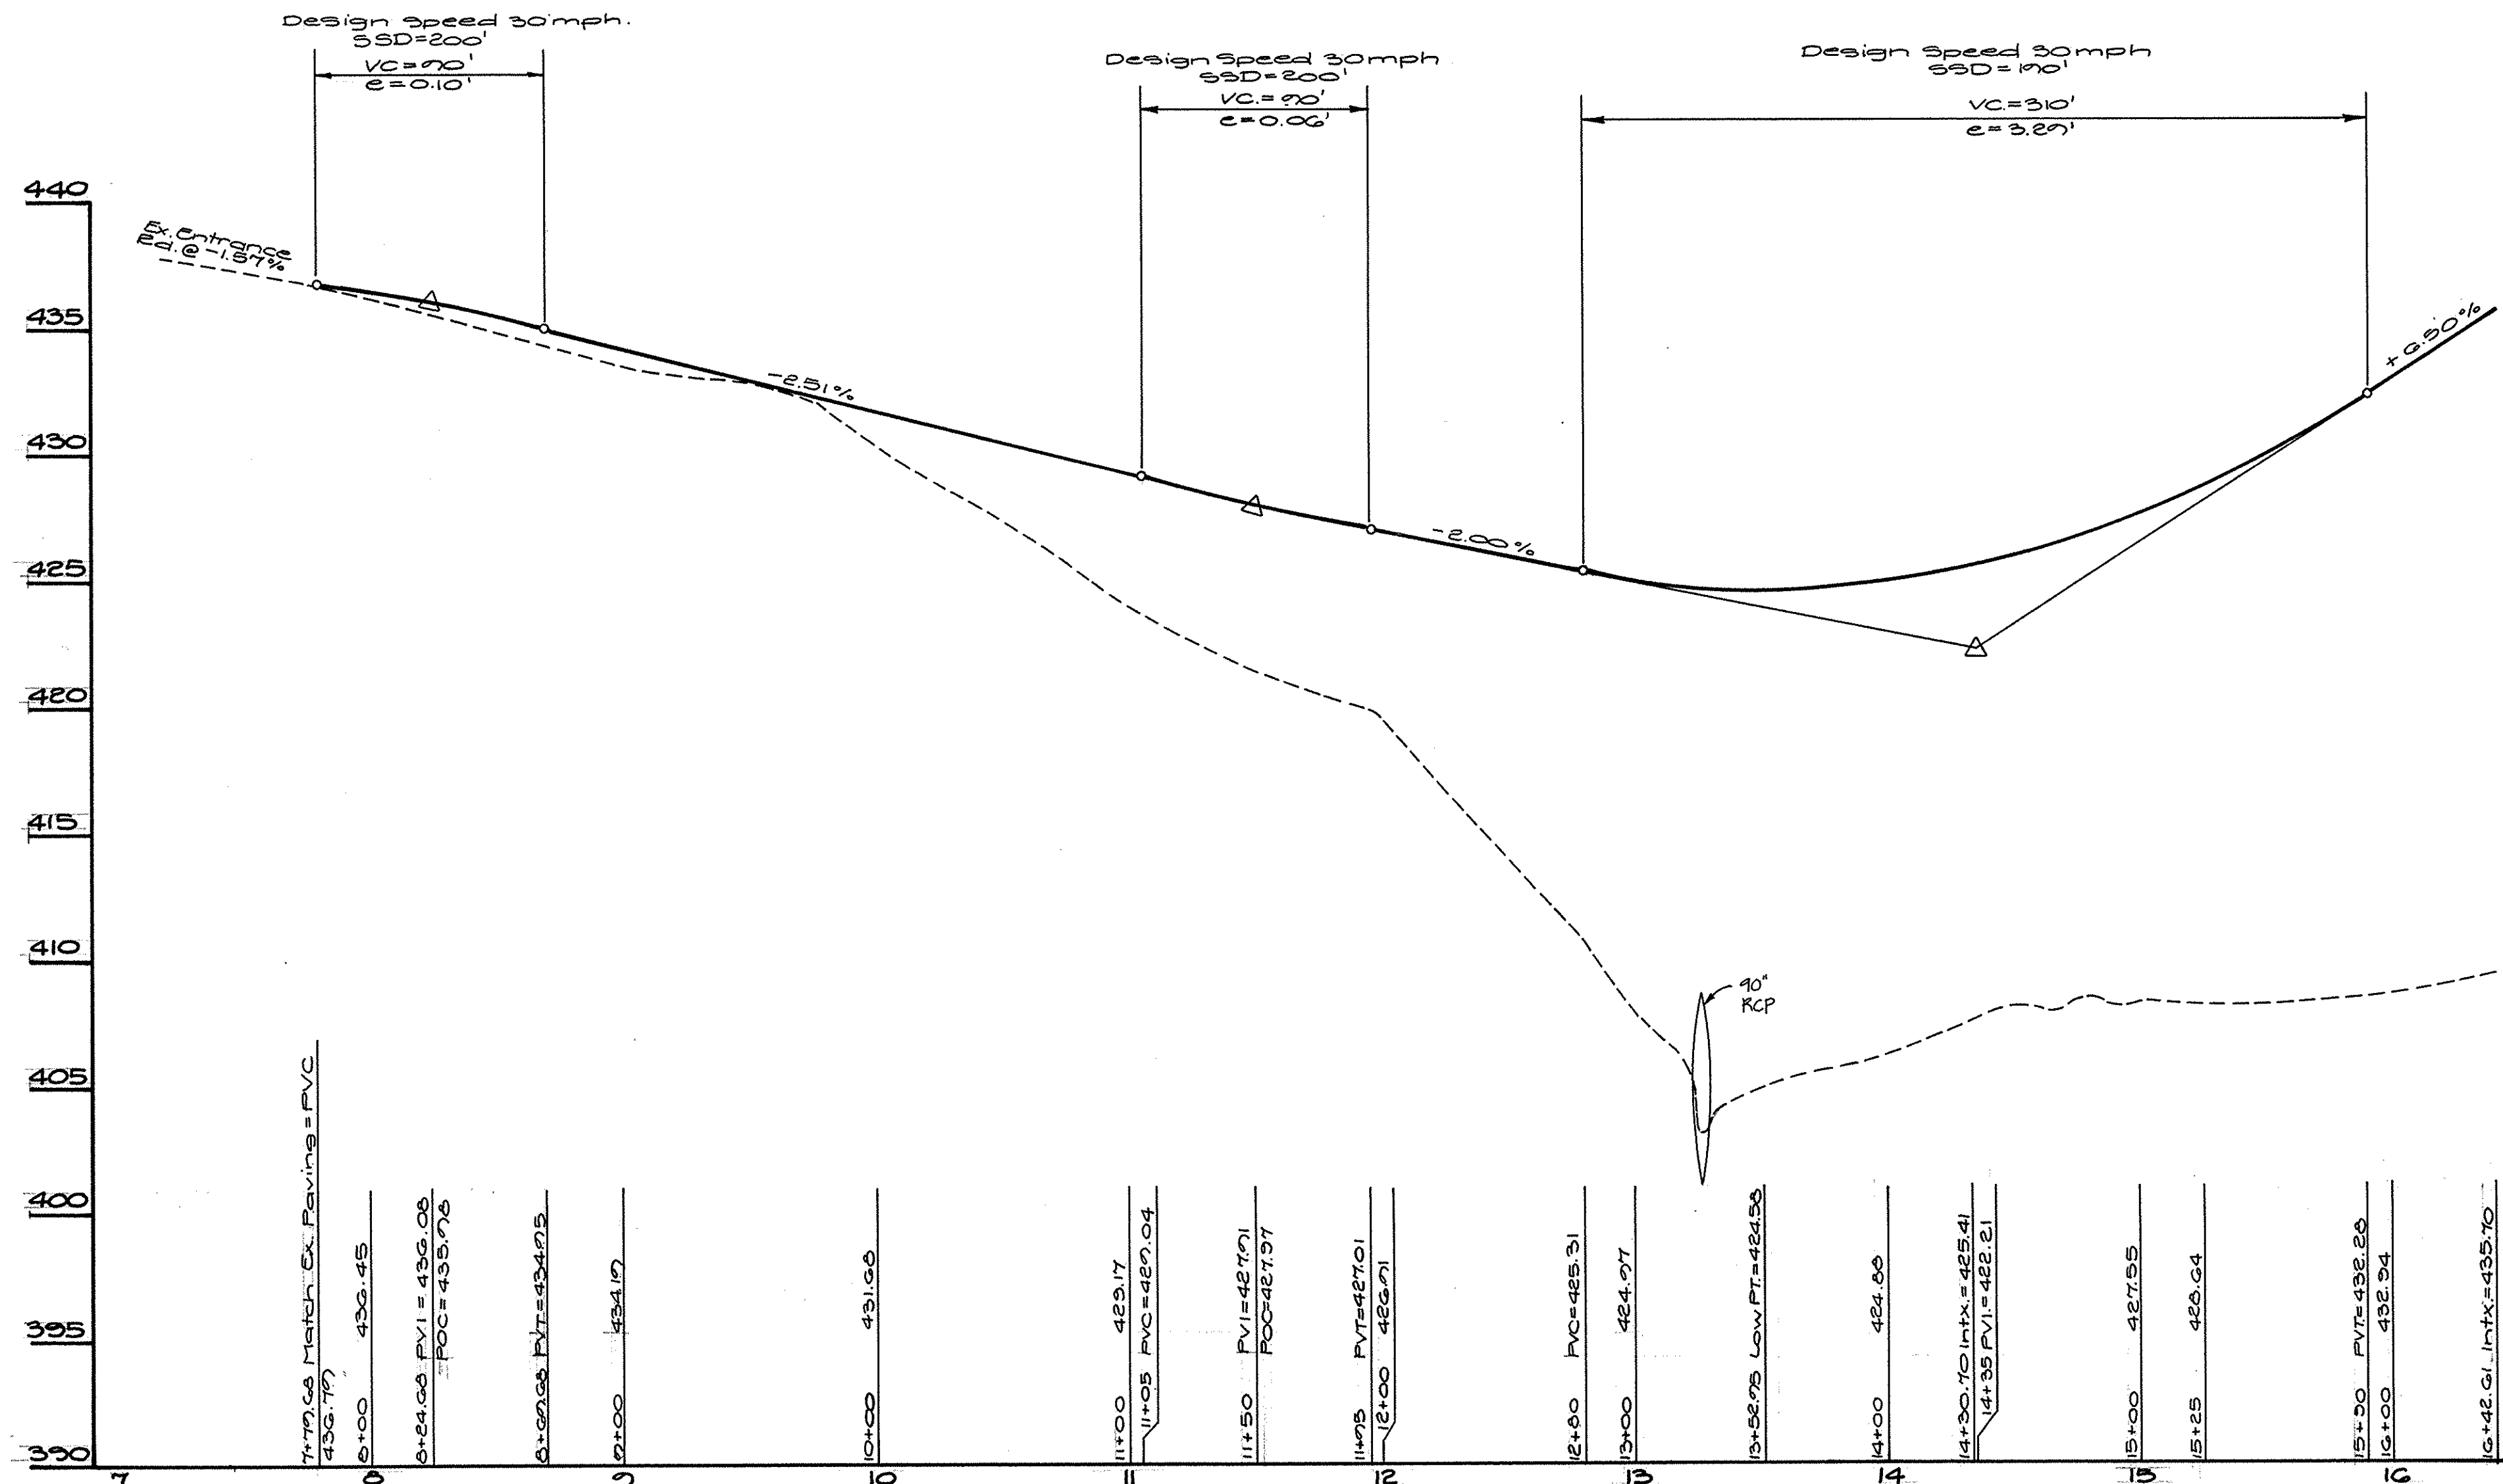 Design Speed 30 mph.
SSD=200'
VC=90'
e=0.10'
Design Speed 30 mph
SSD=200'
VC.=90'
e=0.06'
Design Speed 30 mph
SSD=190'
VC.=310'
e=3.29'
440
435
430
425
420
415
410
405
400
395
390
Ex. Entrance
Rd. @ -1.57%
-2.51%
-2.00%
+6.50%
90"
RCP
7+79.68 Match Ex. Paving = PVC
436.79
8+00 436.45
8+24.68 PVI = 436.08
POC = 435.98
8+69.68 PVT = 434.95
9+00 434.19
10+00 431.68
11+00 429.17
11+05 PVC = 429.04
11+50 PVI = 427.91
POC=427.97
11+95 PVT = 427.01
12+00 426.91
12+80 PVC=425.31
13+00 424.97
13+52.95 Low PT.=424.58
14+00 424.88
14+30.70 Intx.=425.41
14+35 PVI.=422.21
15+00 427.55
15+25 428.64
15+90 PVT.=432.28
16+00 432.94
16+42.61 Intx.=435.70
7 8 9 10 11 12 13 14 15 16